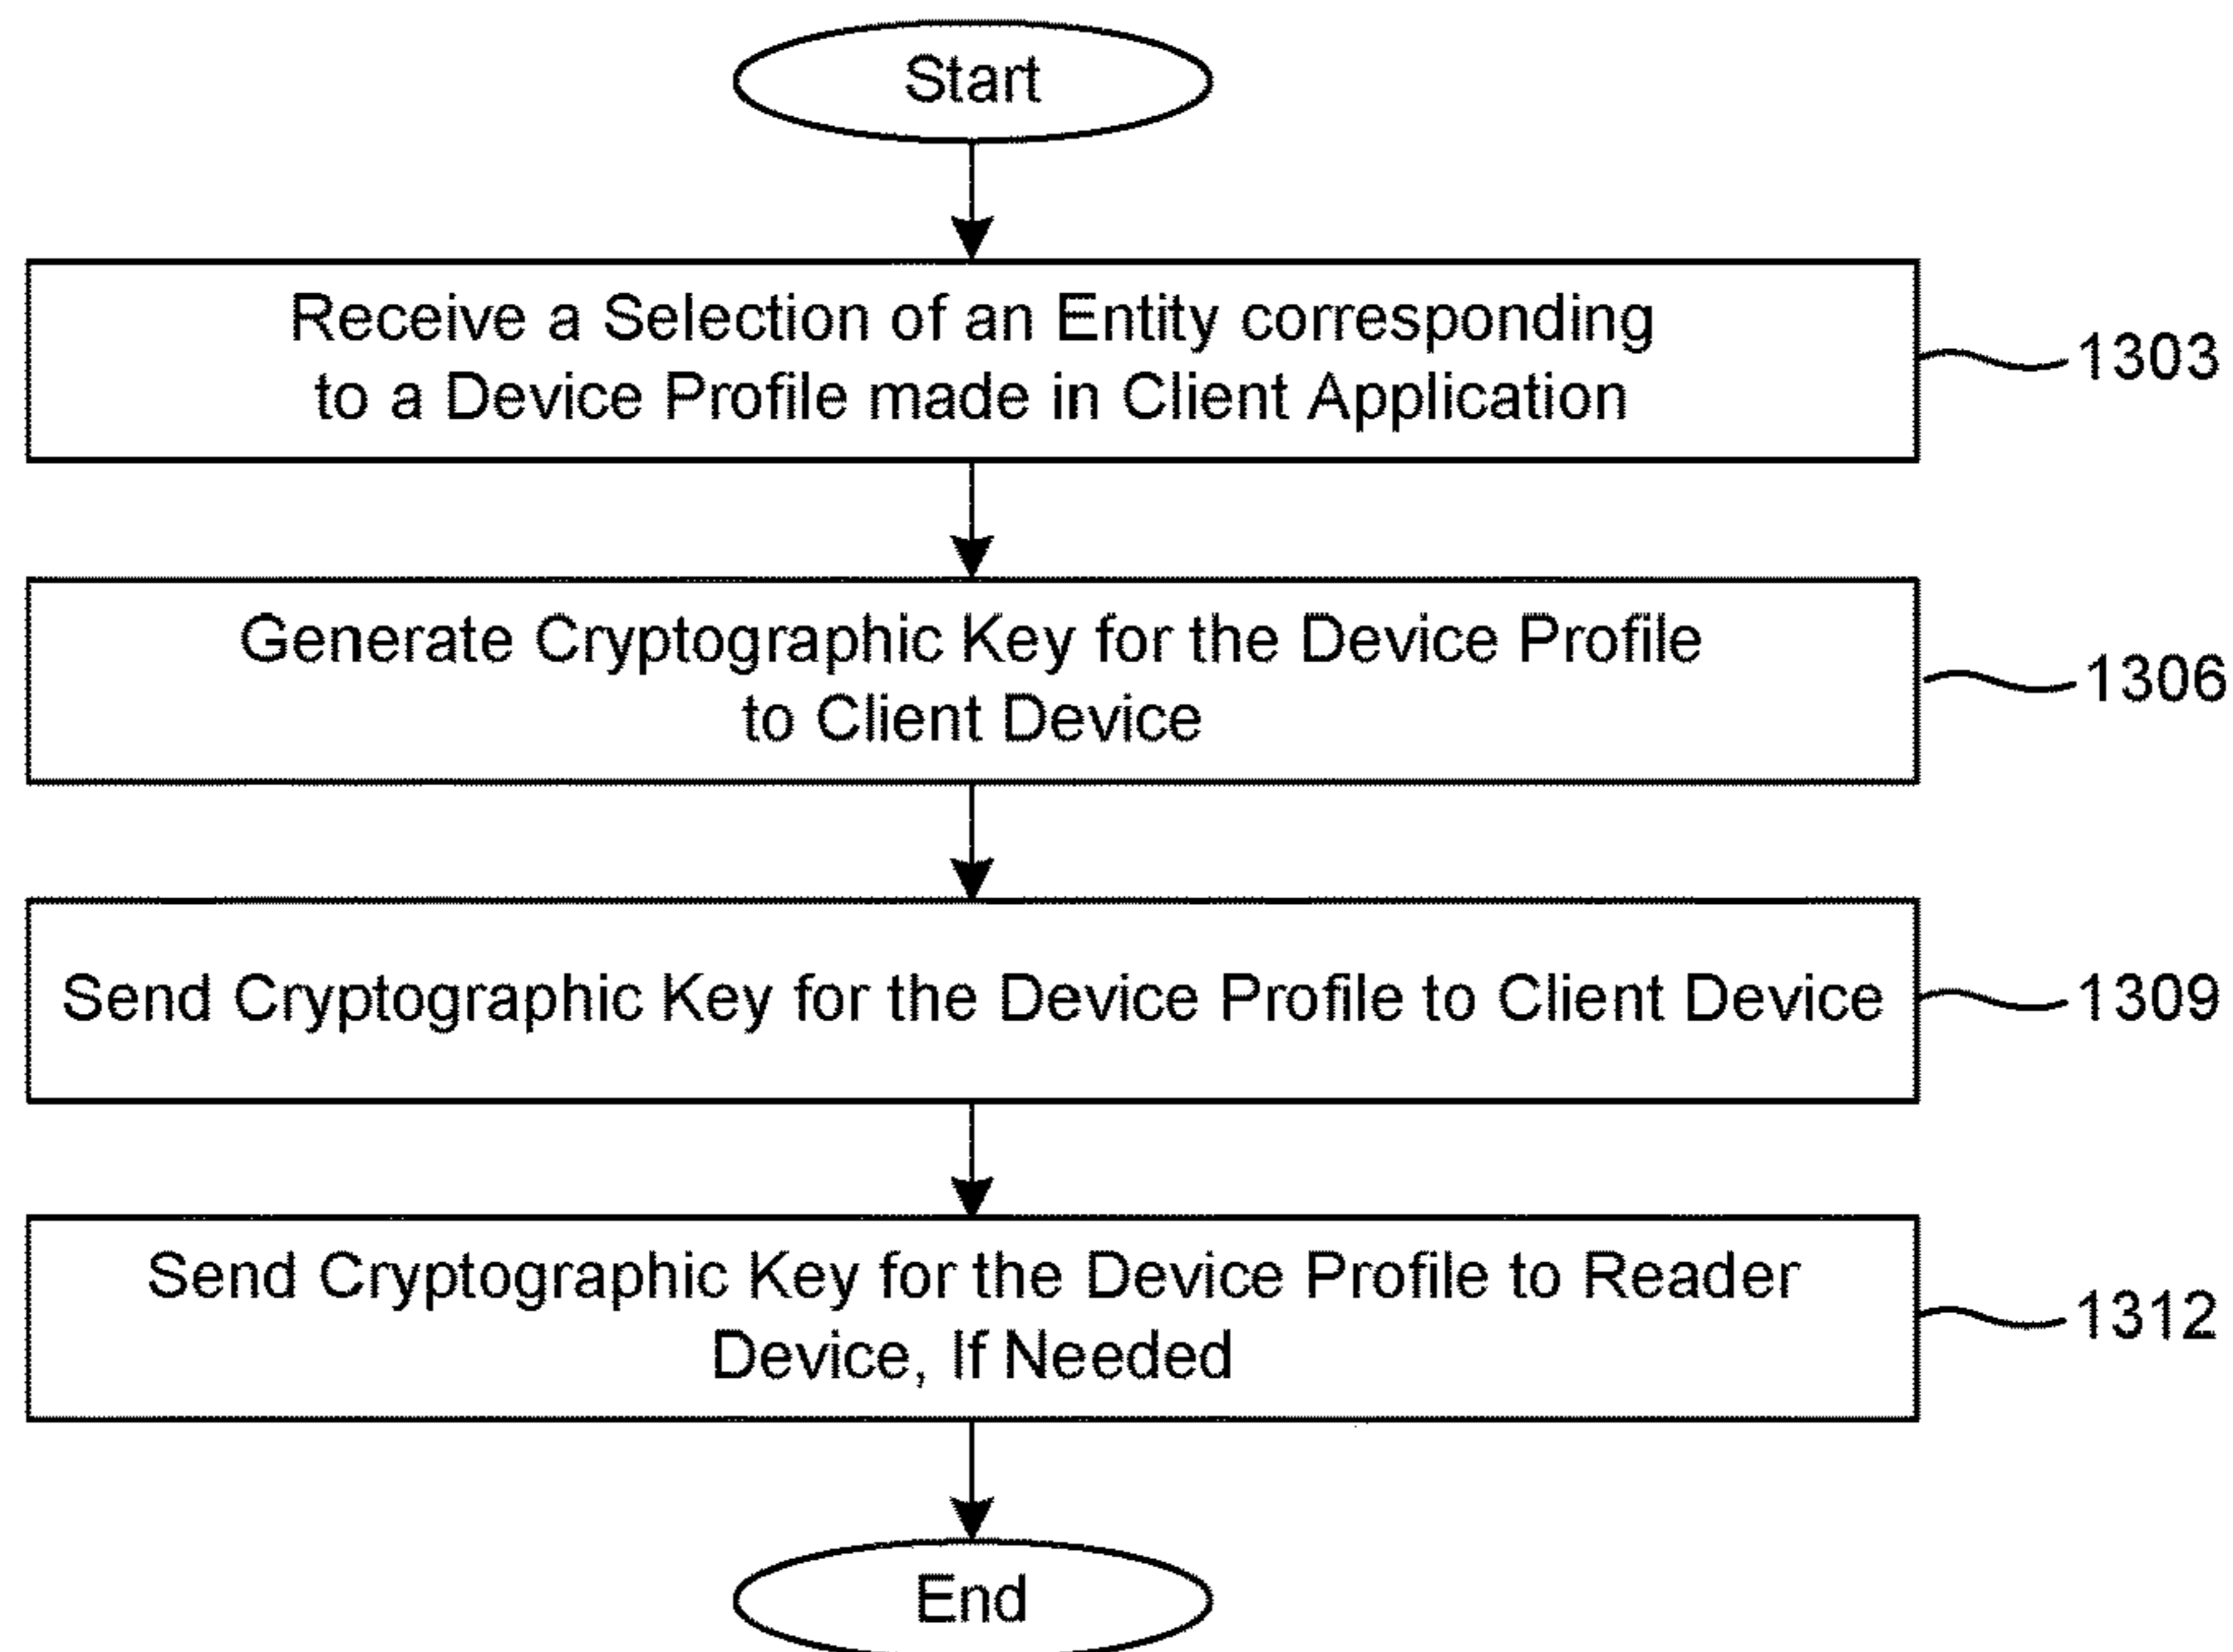 Start
Receive a Selection of an Entity corresponding
to a Device Profile made in Client Application
1303
Generate Cryptographic Key for the Device Profile
to Client Device
1306
Send Cryptographic Key for the Device Profile to Client Device
1309
Send Cryptographic Key for the Device Profile to Reader
Device, If Needed
1312
End